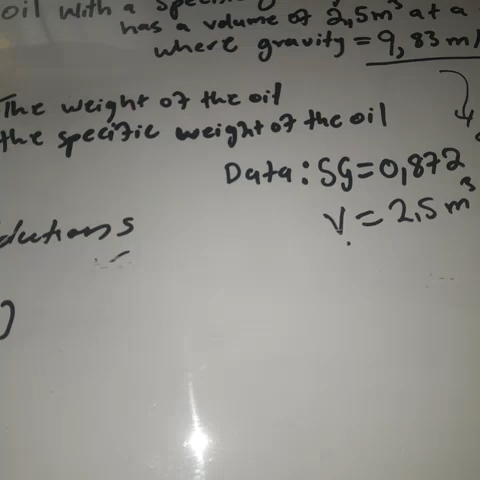 oil with a
has a volume of 2,5m³ at a
where gravity = 9,83 m/
The weight of the oil
the specific weight of the oil
Data: SG=0,872
V = 2,5 m³